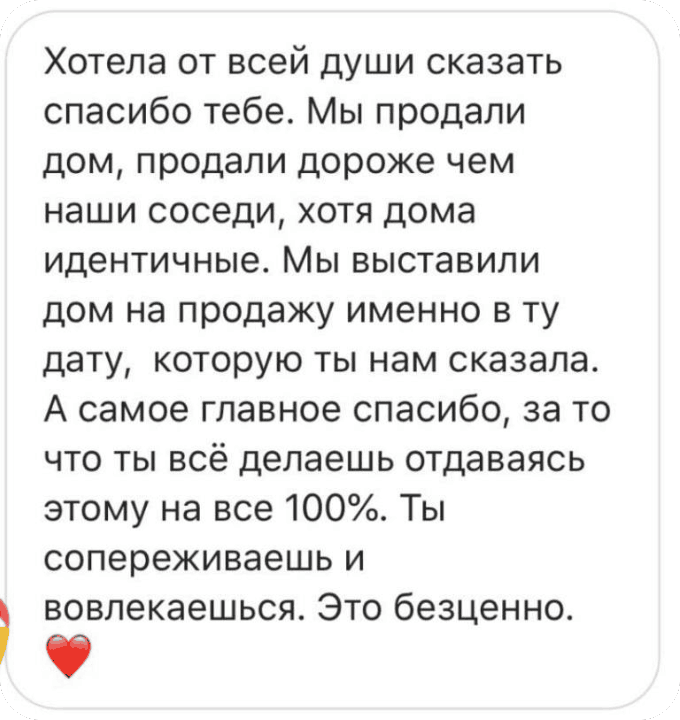 Хотела от всей души сказать
спасибо тебе. Мы продали
дом, продали дороже чем
наши соседи, хотя дома
идентичные. Мы выставили
дом на продажу именно в ту
дату,  которую ты нам сказала.
А самое главное спасибо, за то
что ты всё делаешь отдаваясь
этому на все 100%. Ты
сопереживаешь и
вовлекаешься. Это безценно.
❤️